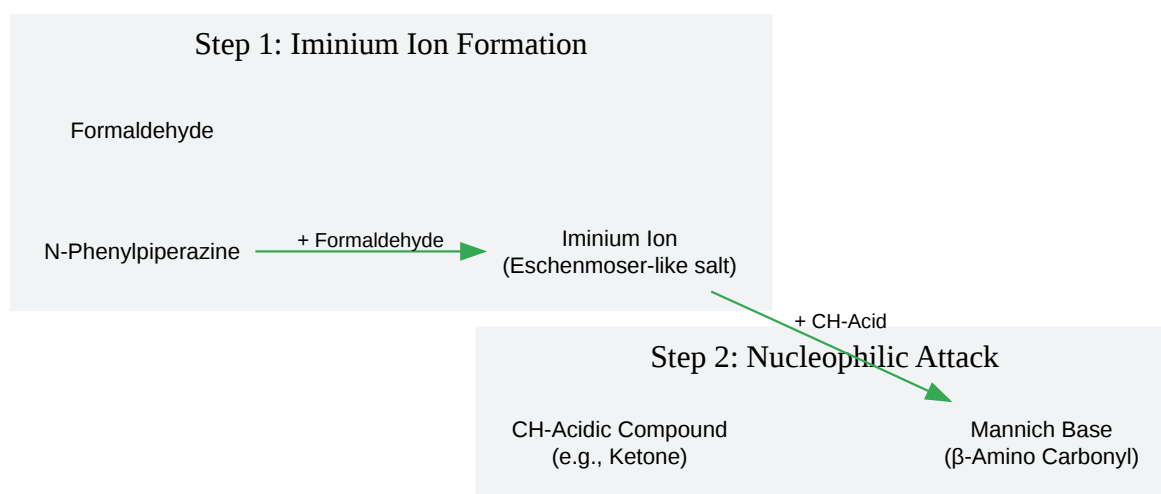 Step 1: Iminium Ion Formation
Formaldehyde
N-Phenylpiperazine
+ Formaldehyde
Iminium Ion
(Eschenmoser-like salt)
+ CH-Acid
Step 2: Nucleophilic Attack
CH-Acidic Compound
(e.g., Ketone)
Mannich Base
(β-Amino Carbonyl)